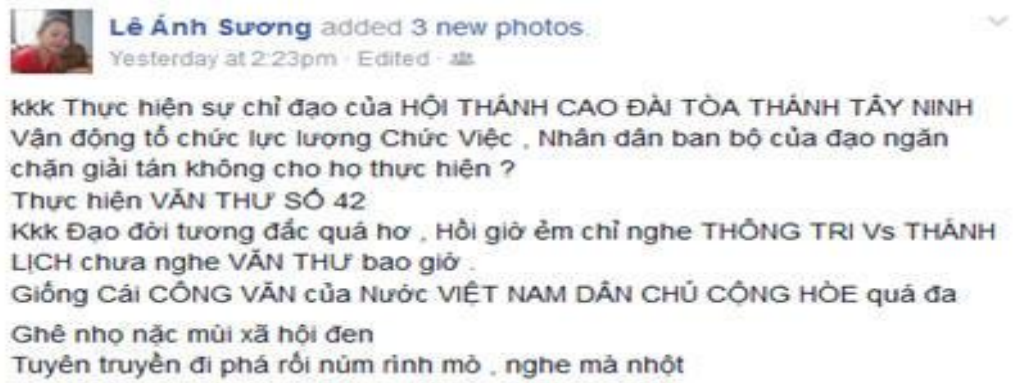 Lê Ánh Sương added 3 new photos.
Yesterday at 2:23pm · Edited ·
kkk Thực hiện sự chỉ đạo của HỘI THÁNH CAO ĐÀI TÒA THÁNH TÂY NINH
Vận động tổ chức lực lượng Chức Việc , Nhân dân ban bộ của đạo ngăn
chặn giải tán không cho họ thực hiện ?
Thực hiện VĂN THƯ SỐ 42
Kkk Đạo đời tương đắc quá hơ , Hồi giờ ẻm chỉ nghe THÔNG TRI Vs THÁNH
LỊCH chưa nghe VĂN THƯ bao giờ .
Giống Cái CÔNG VĂN của Nước VIỆT NAM DÂN CHỦ CỘNG HÒE quá đa
Ghê nhọ nặc mùi xã hội đen
Tuyên truyền đi phá rối núm rình mò , nghe mà nhột